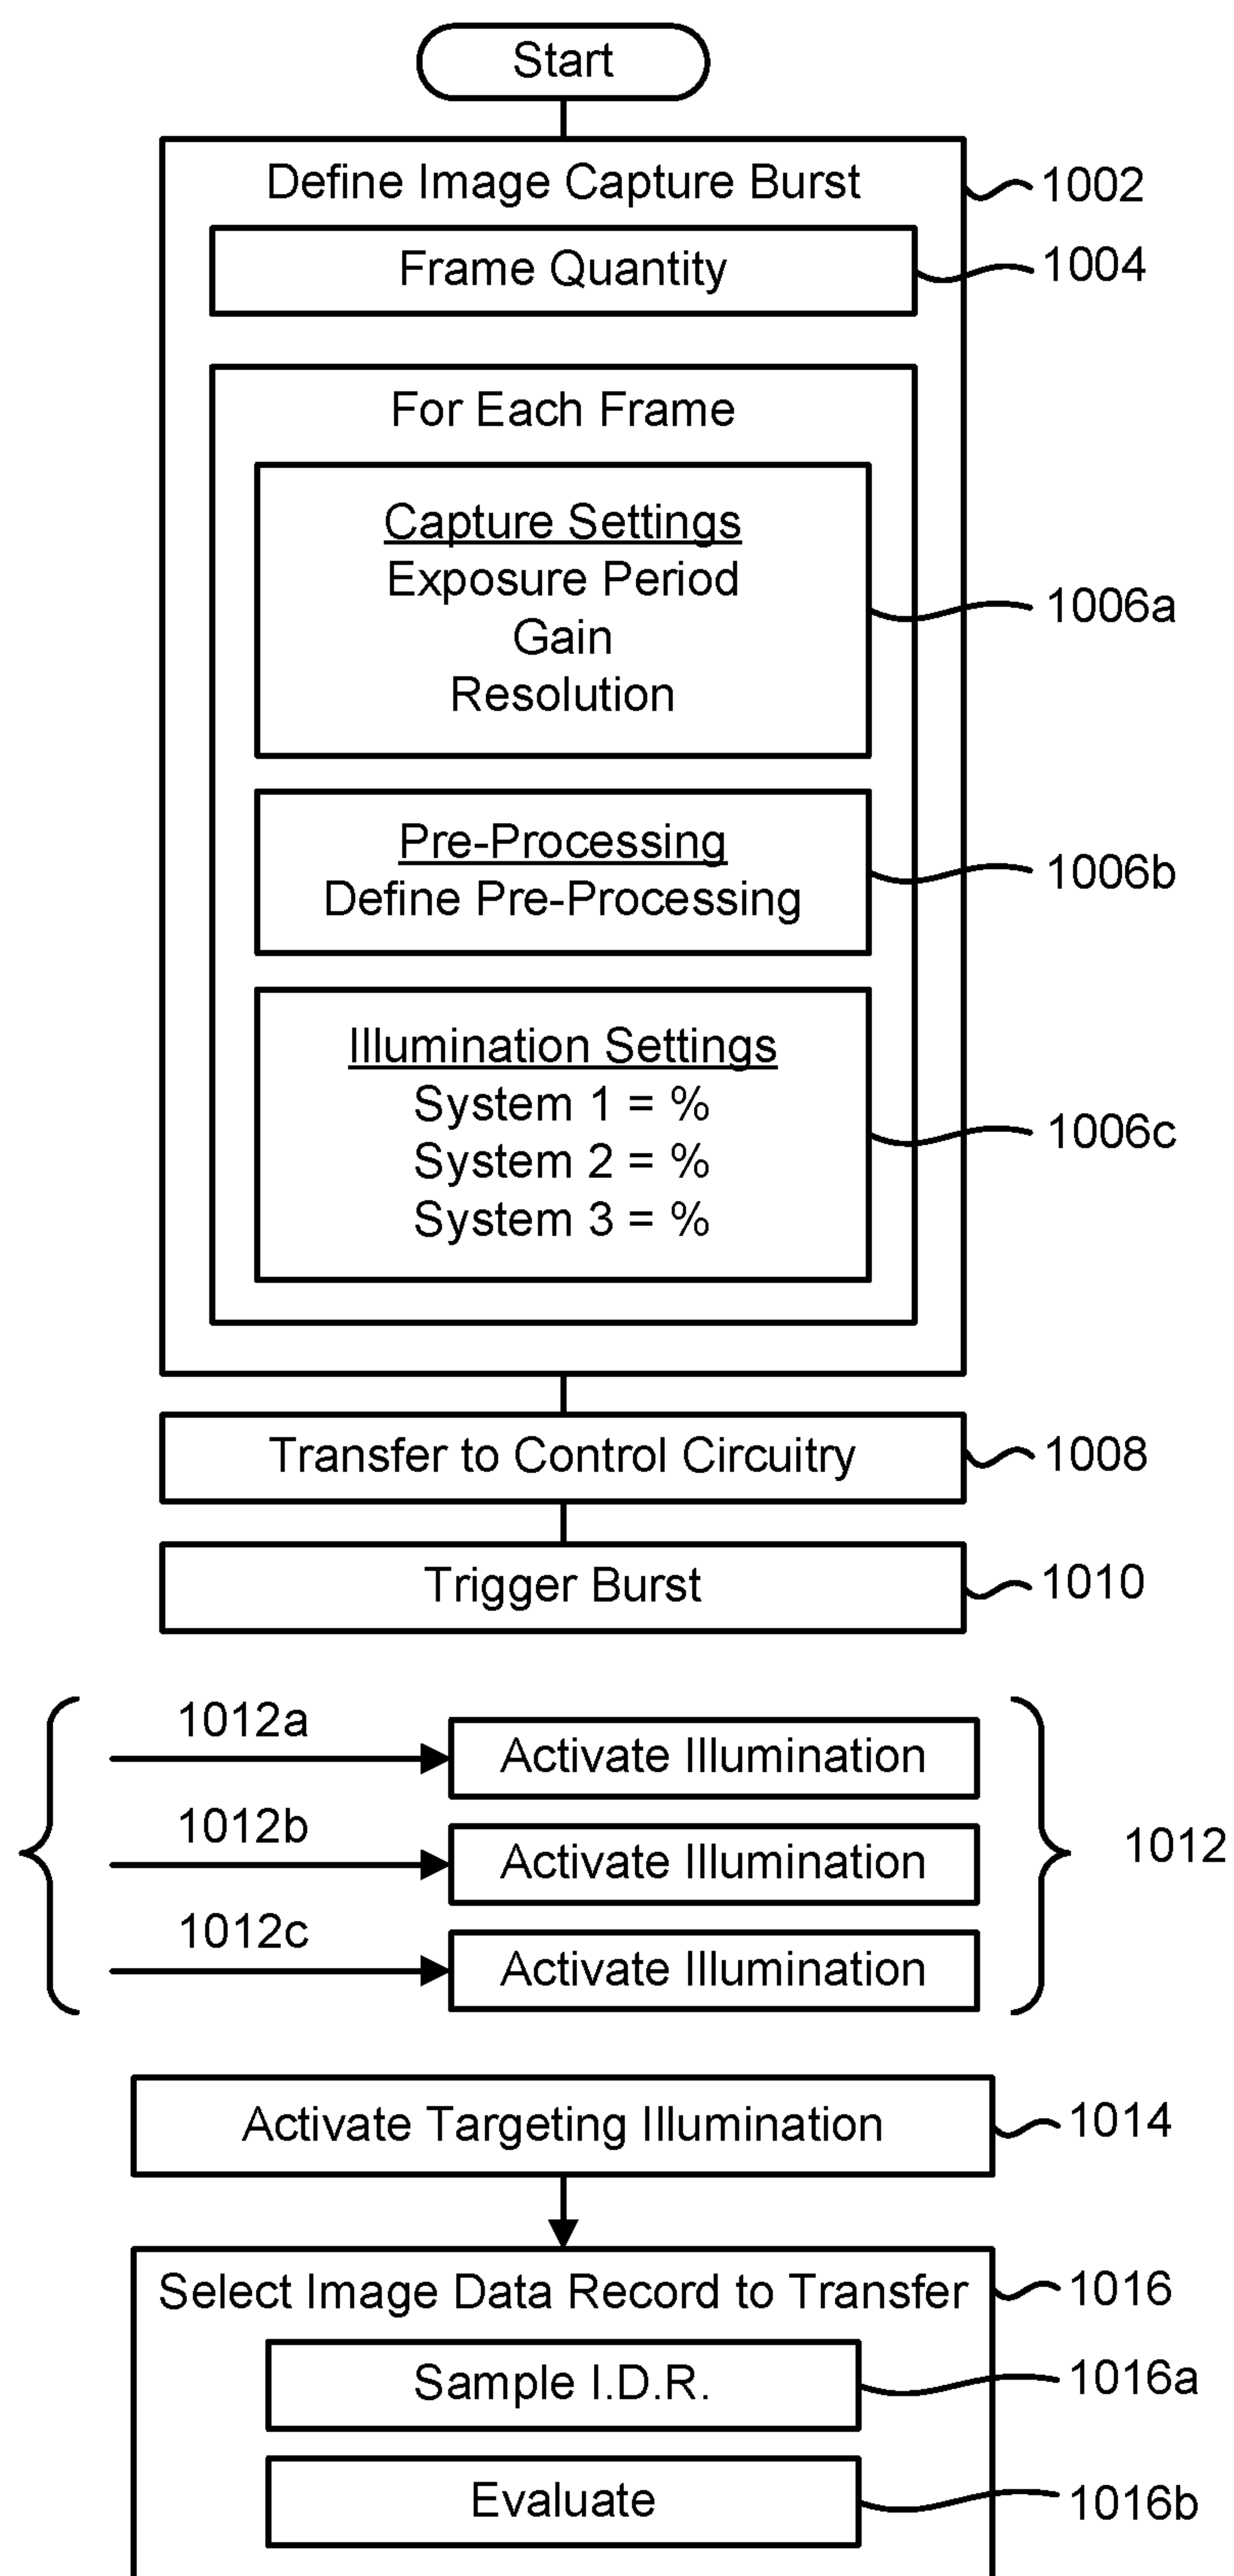 Start
Define Image Capture Burst
1002
Frame Quantity
1004
For Each Frame
Capture Settings
Exposure Period
Gain
Resolution
1006a
Pre-Processing
Define Pre-Processing
1006b
Illumination Settings
System 1 = %
System 2 = %
System 3 = %
1006c
Transfer to Control Circuitry
1008
Trigger Burst
1010
1012a
Activate Illumination
1012b
Activate Illumination
1012
1012c
Activate Illumination
Activate Targeting Illumination
1014
Select Image Data Record to Transfer
1016
Sample I.D.R.
1016a
Evaluate
1016b